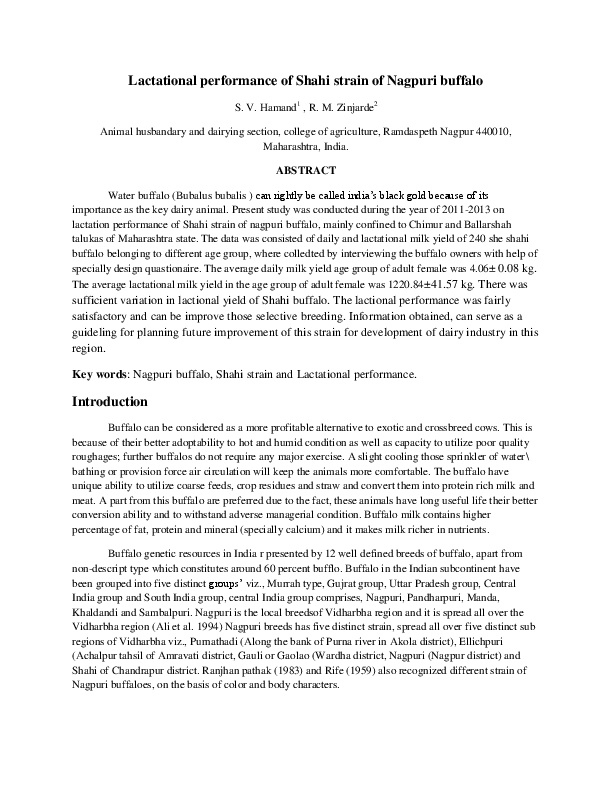 Lactational performance of Shahi strain of Nagpuri buffalo
S. V. Hamand1 , R. M. Zinjarde2
Animal husbandary and dairying section, college of agriculture, Ramdaspeth Nagpur 440010,
Maharashtra, India.
ABSTRACT
Water buffalo (Bubalus bubalis ) can rightly be called india's black gold because of its
importance as the key dairy animal. Present study was conducted during the year of 2011-2013 on
lactation performance of Shahi strain of nagpuri buffalo, mainly confined to Chimur and Ballarshah
talukas of Maharashtra state. The data was consisted of daily and lactational milk yield of 240 she shahi
buffalo belonging to different age group, where colledted by interviewing the buffalo owners with help of
specially design quastionaire. The average daily milk yield age group of adult female was 4.06± 0.08 kg.
The average lactational milk yield in the age group of adult female was 1220.84±41.57 kg. There was
sufficient variation in lactional yield of Shahi buffalo. The lactional performance was fairly
satisfactory and can be improve those selective breeding. Information obtained, can serve as a
guideling for planning future improvement of this strain for development of dairy industry in this
region.
Key words: Nagpuri buffalo, Shahi strain and Lactational performance.
Introduction
Buffalo can be considered as a more profitable alternative to exotic and crossbreed cows. This is
because of their better adoptability to hot and humid condition as well as capacity to utilize poor quality
roughages; further buffalos do not require any major exercise. A slight cooling those sprinkler of water\
bathing or provision force air circulation will keep the animals more comfortable. The buffalo have
unique ability to utilize coarse feeds, crop residues and straw and convert them into protein rich milk and
meat. A part from this buffalo are preferred due to the fact, these animals have long useful life their better
conversion ability and to withstand adverse managerial condition. Buffalo milk contains higher
percentage of fat, protein and mineral (specially calcium) and it makes milk richer in nutrients.
Buffalo genetic resources in India r presented by 12 well defined breeds of buffalo, apart from
non-descript type which constitutes around 60 percent bufflo. Buffalo in the Indian subcontinent have
been grouped into five distinct groups' viz., Murrah type, Gujrat group, Uttar Pradesh group, Central
India group and South India group, central India group comprises, Nagpuri, Pandharpuri, Manda,
Khaldandi and Sambalpuri. Nagpuri is the local breedsof Vidharbha region and it is spread all over the
Vidharbha region (Ali et al. 1994) Nagpuri breeds has five distinct strain, spread all over five distinct sub
regions of Vidharbha viz., Purnathadi (Along the bank of Purna river in Akola district), Ellichpuri
(Achalpur tahsil of Amravati district, Gauli or Gaolao (Wardha district, Nagpuri (Nagpur district) and
Shahi of Chandrapur district. Ranjhan pathak (1983) and Rife (1959) also recognized different strain of
Nagpuri buffaloes, on the basis of color and body characters.